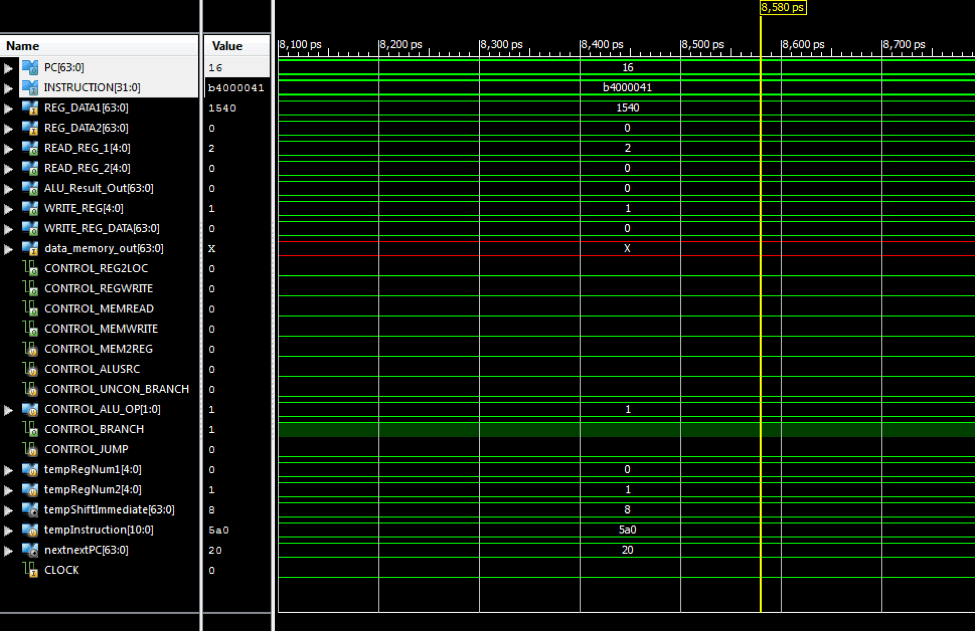 8,580 ps
Name Value 8,100 ps 8,200 ps 8,300 ps 8,400 ps 8,500 ps 8,600 ps 8,700 ps
PC[63:0] 16 16
INSTRUCTION[31:0] b4000041 b4000041
REG_DATA1[63:0] 1540 1540
REG_DATA2[63:0] 0 0
READ_REG_1[4:0] 2 2
READ_REG_2[4:0] 0 0
ALU_Result_Out[63:0] 0 0
WRITE_REG[4:0] 1 1
WRITE_REG_DATA[63:0] 0 0
data_memory_out[63:0] X X
CONTROL_REG2LOC 0
CONTROL_REGWRITE 0
CONTROL_MEMREAD 0
CONTROL_MEMWRITE 0
CONTROL_MEM2REG 0
CONTROL_ALUSRC 0
CONTROL_UNCON_BRANCH 0
CONTROL_ALU_OP[1:0] 1 1
CONTROL_BRANCH 1
CONTROL_JUMP 0
tempRegNum1[4:0] 0 0
tempRegNum2[4:0] 1 1
tempShiftImmediate[63:0] 8 8
tempInstruction[10:0] 5a0 5a0
nextnextPC[63:0] 20 20
CLOCK 0